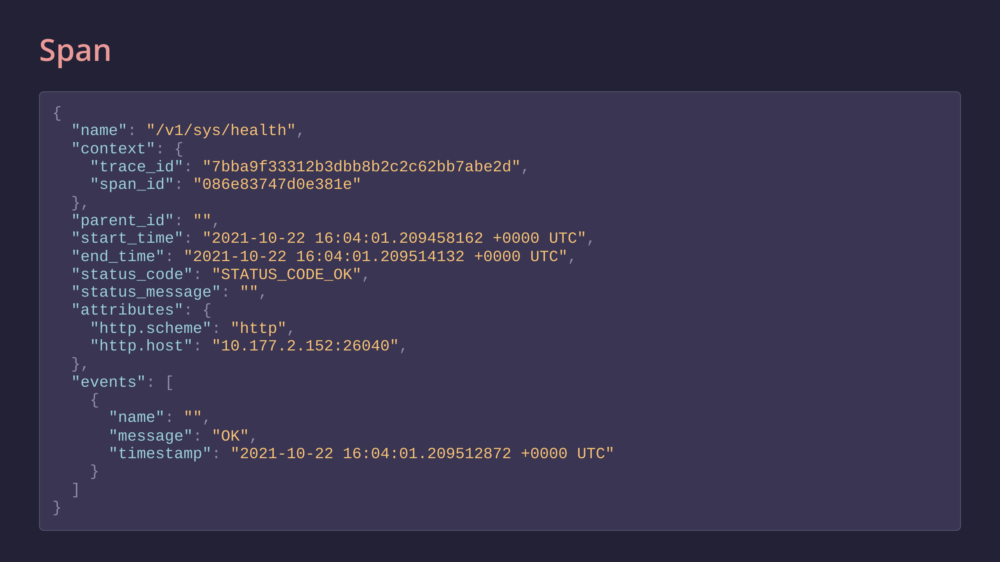 Span
{
  "name": "/v1/sys/health",
  "context": {
    "trace_id": "7bba9f33312b3dbb8b2c2c62bb7abe2d",
    "span_id": "086e83747d0e381e"
  },
  "parent_id": "",
  "start_time": "2021-10-22 16:04:01.209458162 +0000 UTC",
  "end_time": "2021-10-22 16:04:01.209514132 +0000 UTC",
  "status_code": "STATUS_CODE_OK",
  "status_message": "",
  "attributes": {
    "http.scheme": "http",
    "http.host": "10.177.2.152:26040",
  },
  "events": [
    {
      "name": "",
      "message": "OK",
      "timestamp": "2021-10-22 16:04:01.209512872 +0000 UTC"
    }
  ]
}